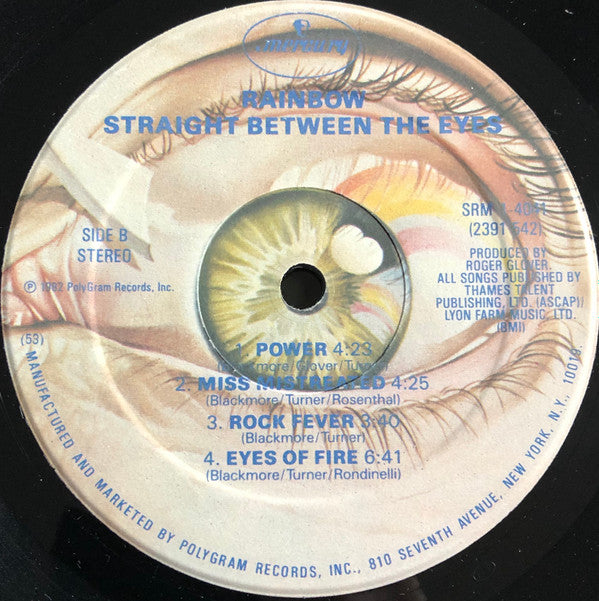 mercury
RAINBOW
STRAIGHT BETWEEN THE EYES
SIDE B
STEREO
℗ 1982 PolyGram Records, Inc.
(53)
SRM-1-4041
(2391 542)
PRODUCED BY
ROGER GLOVER
ALL SONGS PUBLISHED BY
THAMES TALENT
PUBLISHING, LTD. (ASCAP)/
LYON FARM MUSIC, LTD.
(BMI)
1. POWER 4:23
(Blackmore/Glover/Turner)
2. MISS MISTREATED 4:25
(Blackmore/Turner/Rosenthal)
3. ROCK FEVER 3:40
(Blackmore/Turner)
4. EYES OF FIRE 6:41
(Blackmore/Turner/Rondinelli)
MANUFACTURED AND MARKETED BY POLYGRAM RECORDS, INC., 810 SEVENTH AVENUE, NEW YORK, N.Y., 10019.